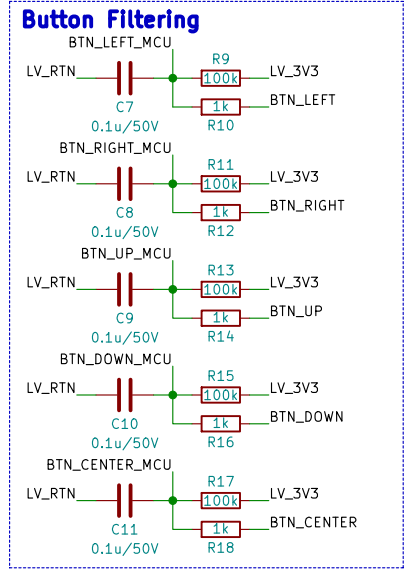 Button Filtering
BTN_LEFT_MCU
R9
LV_RTN
100k
LV_3V3
C7
1k
BTN_LEFT
0.1u/50V
R10
BTN_RIGHT_MCU
R11
LV_RTN
100k
LV_3V3
C8
1k
BTN_RIGHT
0.1u/50V
R12
BTN_UP_MCU
R13
LV_RTN
100k
LV_3V3
C9
1k
BTN_UP
0.1u/50V
R14
BTN_DOWN_MCU
R15
LV_RTN
100k
LV_3V3
C10
1k
BTN_DOWN
0.1u/50V
R16
BTN_CENTER_MCU
R17
LV_RTN
100k
LV_3V3
C11
1k
BTN_CENTER
0.1u/50V
R18